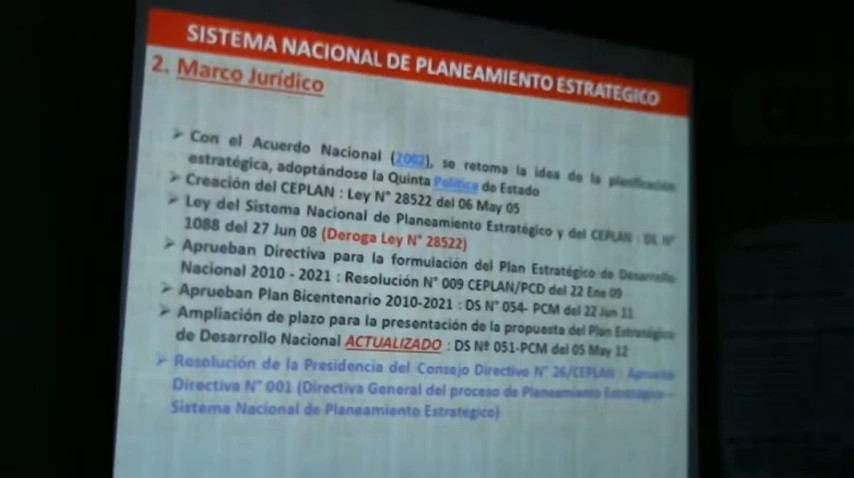 SISTEMA NACIONAL DE PLANEAMIENTO ESTRATEGICO
2. Marco Jurídico
➢ Con el Acuerdo Nacional (2002), se retoma la idea de la planificación
estratégica, adoptándose la Quinta Política de Estado
➢ Creación del CEPLAN : Ley N° 28522 del 06 May 05
➢ Ley del Sistema Nacional de Planeamiento Estratégico y del CEPLAN : DL N°
1088 del 27 Jun 08 (Deroga Ley N° 28522)
➢ Aprueban Directiva para la formulación del Plan Estratégico de Desarrollo
Nacional 2010 - 2021 : Resolución N° 009 CEPLAN/PCD del 22 Ene 09
➢ Aprueban Plan Bicentenario 2010-2021 : DS N° 054- PCM del 22 Jun 11
➢ Ampliación de plazo para la presentación de la propuesta del Plan Estratégico
de Desarrollo Nacional ACTUALIZADO : DS Nº 051-PCM del 05 May 12
➢ Resolución de la Presidencia del Consejo Directivo N° 26/CEPLAN : Aprueba
Directiva N° 001 (Directiva General del proceso de Planeamiento Estratégico –
Sistema Nacional de Planeamiento Estratégico)